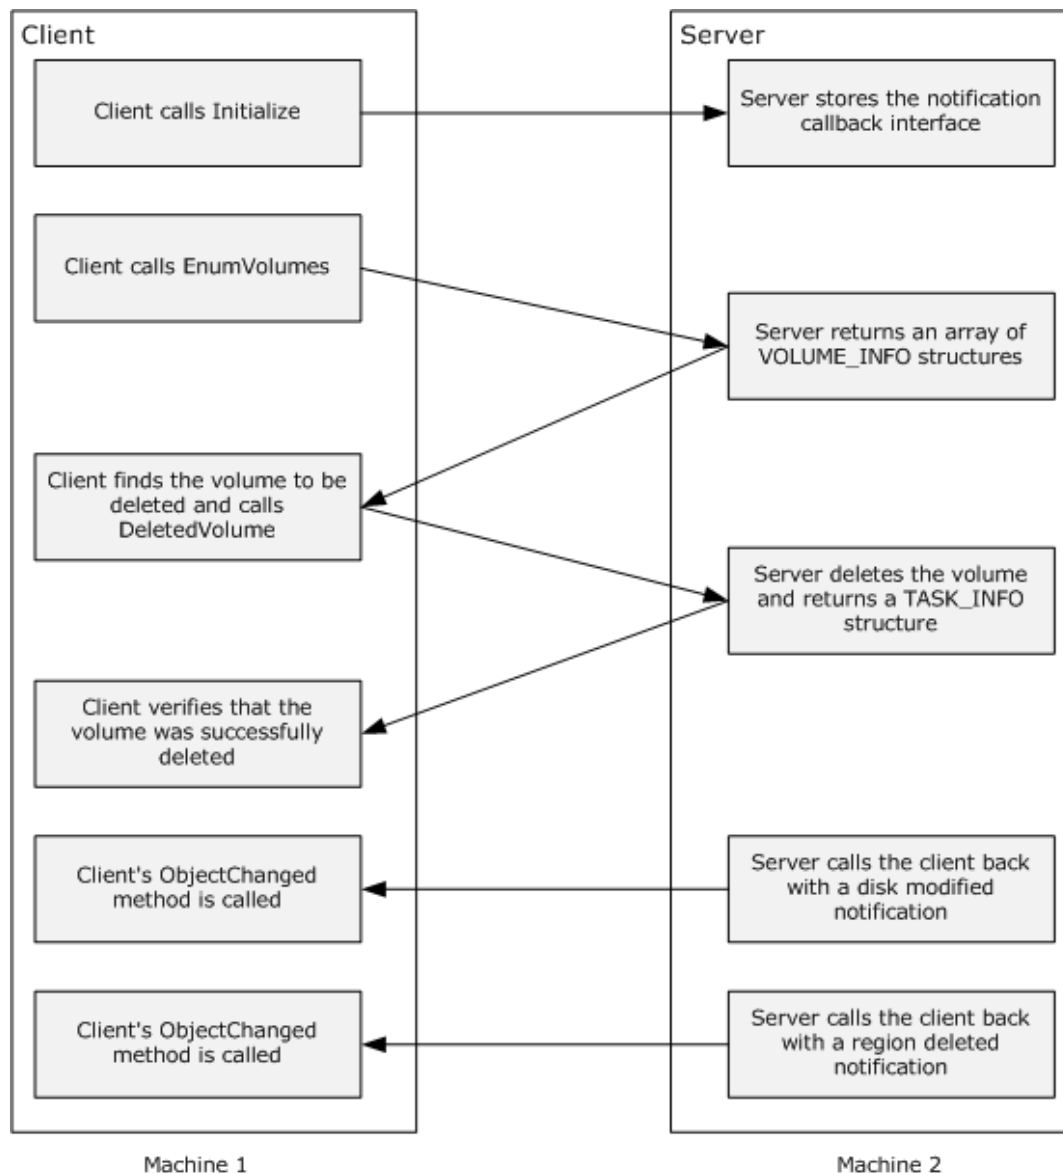 Client
Server
Client calls Initialize
Server stores the notification
callback interface
Client calls EnumVolumes
Server returns an array of
VOLUME_INFO structures
Client finds the volume to be
deleted and calls
DeletedVolume
Server deletes the volume
and returns a TASK_INFO
structure
Client verifies that the
volume was successfully
deleted
Client's ObjectChanged
method is called
Server calls the client back
with a disk modified
notification
Client's ObjectChanged
method is called
Server calls the client back
with a region deleted
notification
Machine 1
Machine 2